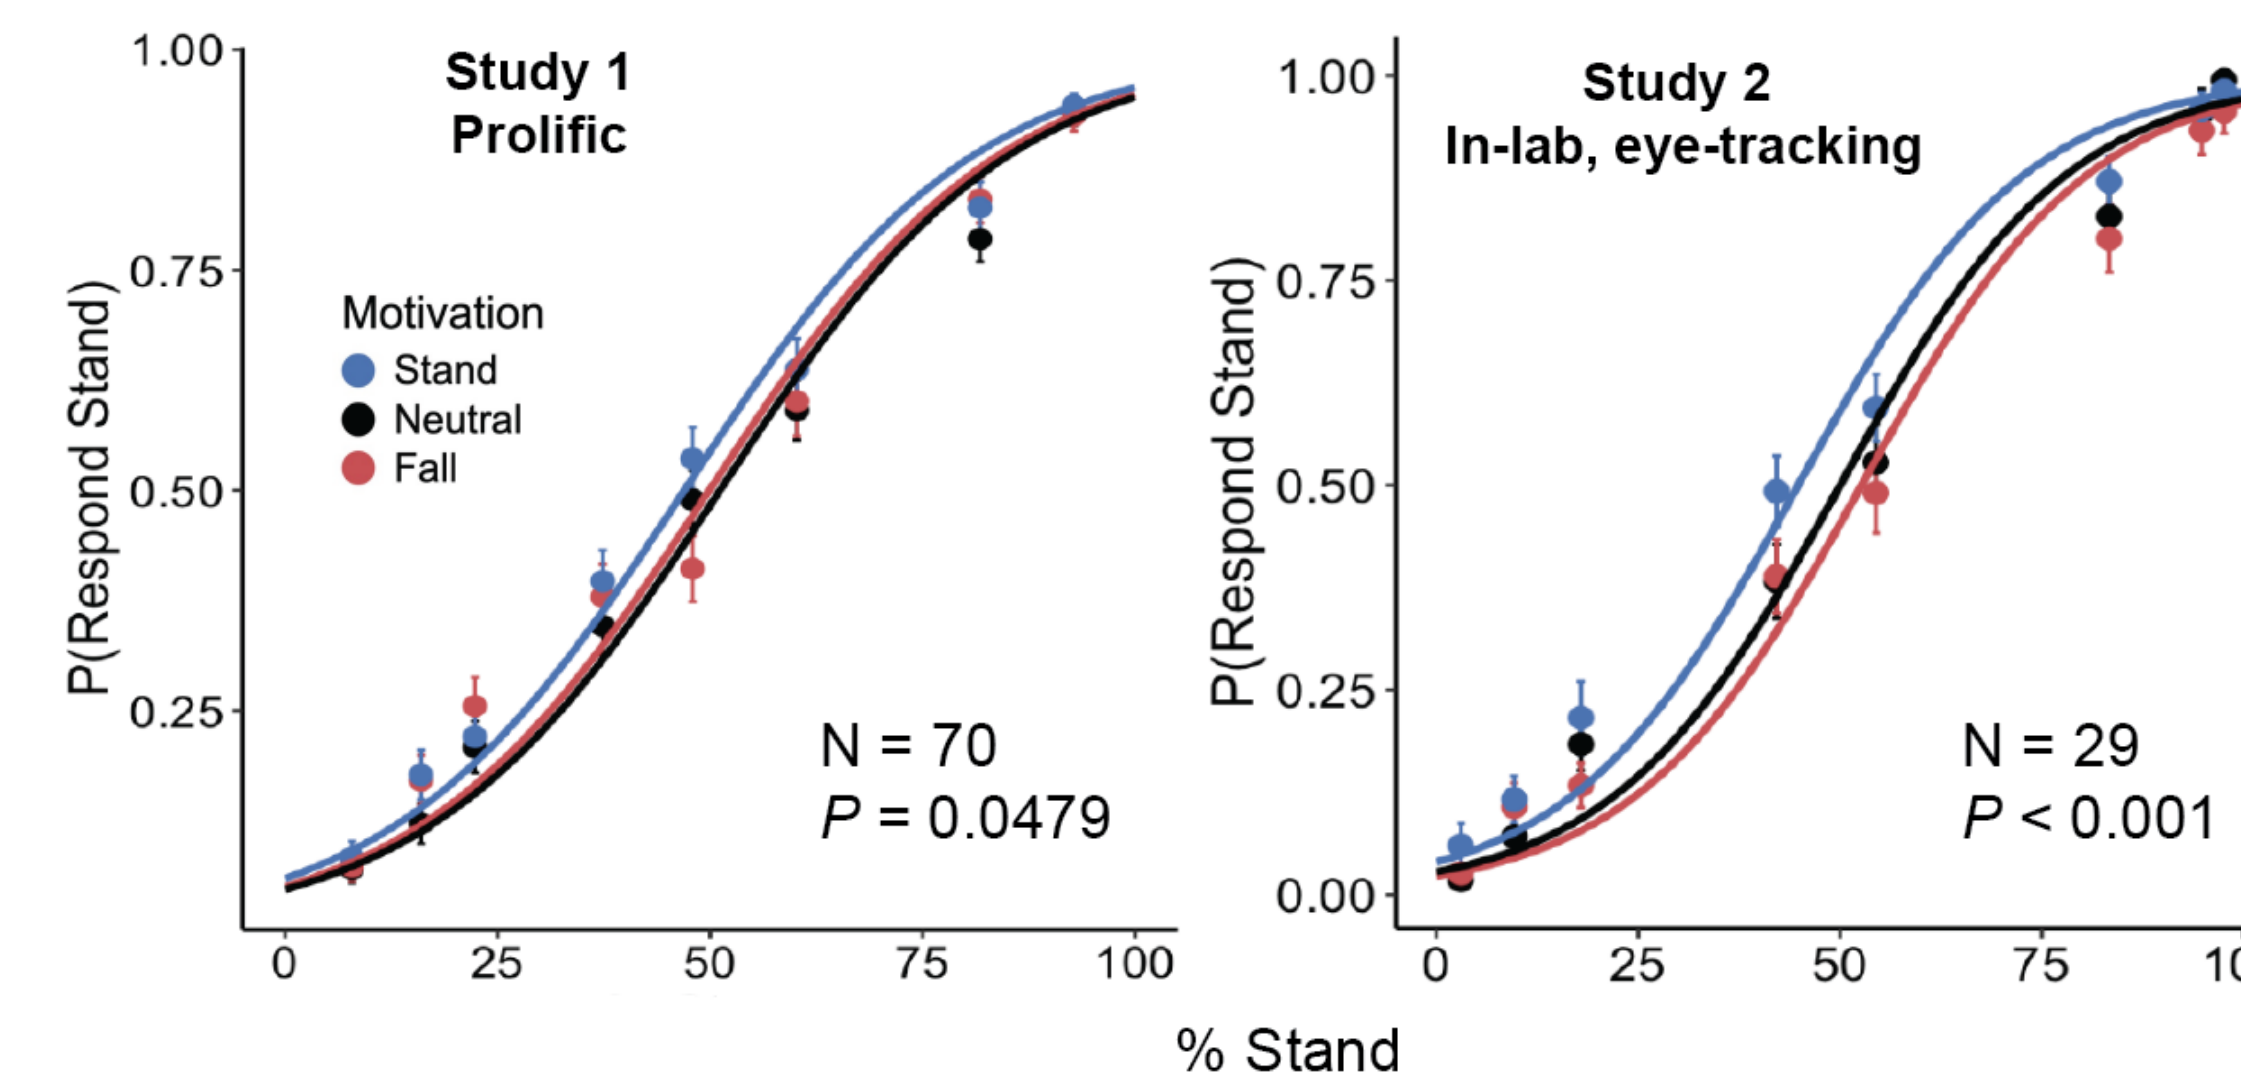 Study 1
Prolific
P(Respond Stand)
1.00
0.75
0.50
0.25
Motivation
Stand
Neutral
Fall
N = 70
P = 0.0479
0 25 50 75 100
Study 2
In-lab, eye-tracking
P(Respond Stand)
1.00
0.75
0.50
0.25
0.00
N = 29
P < 0.001
0 25 50 75
% Stand